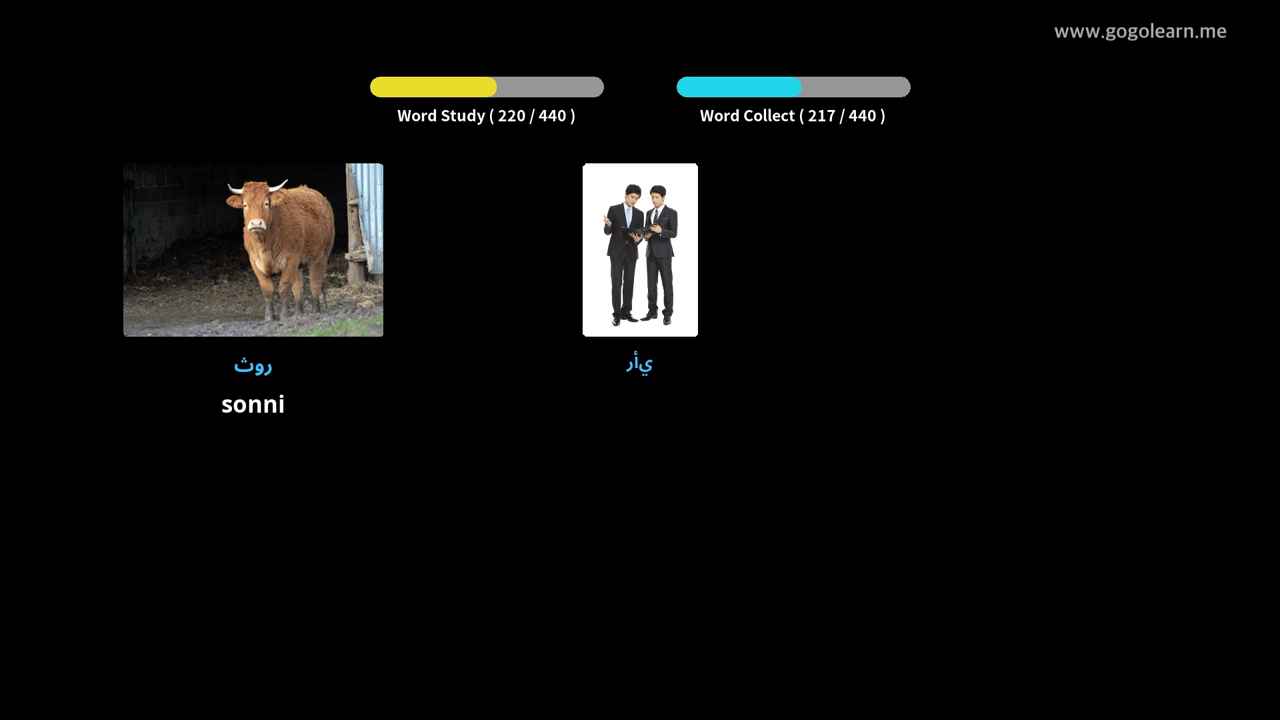 www.gogolearn.me
Word Study ( 220 / 440 )
Word Collect ( 217 / 440 )
روث
يأر
sonni